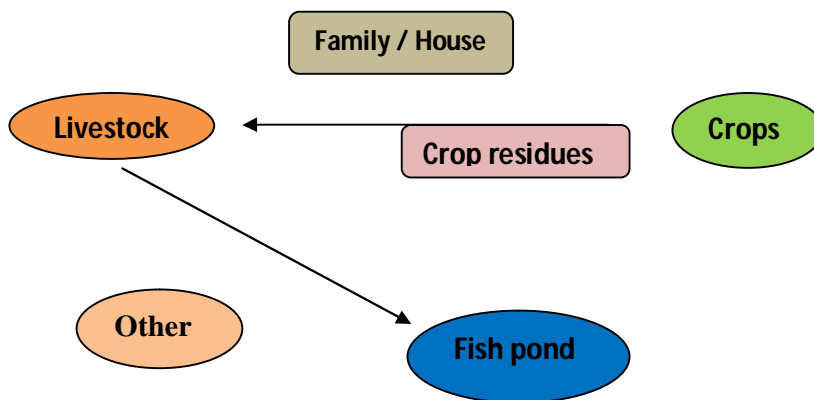 Family / House
Livestock
Crops
Crop residues
Other
Fish pond